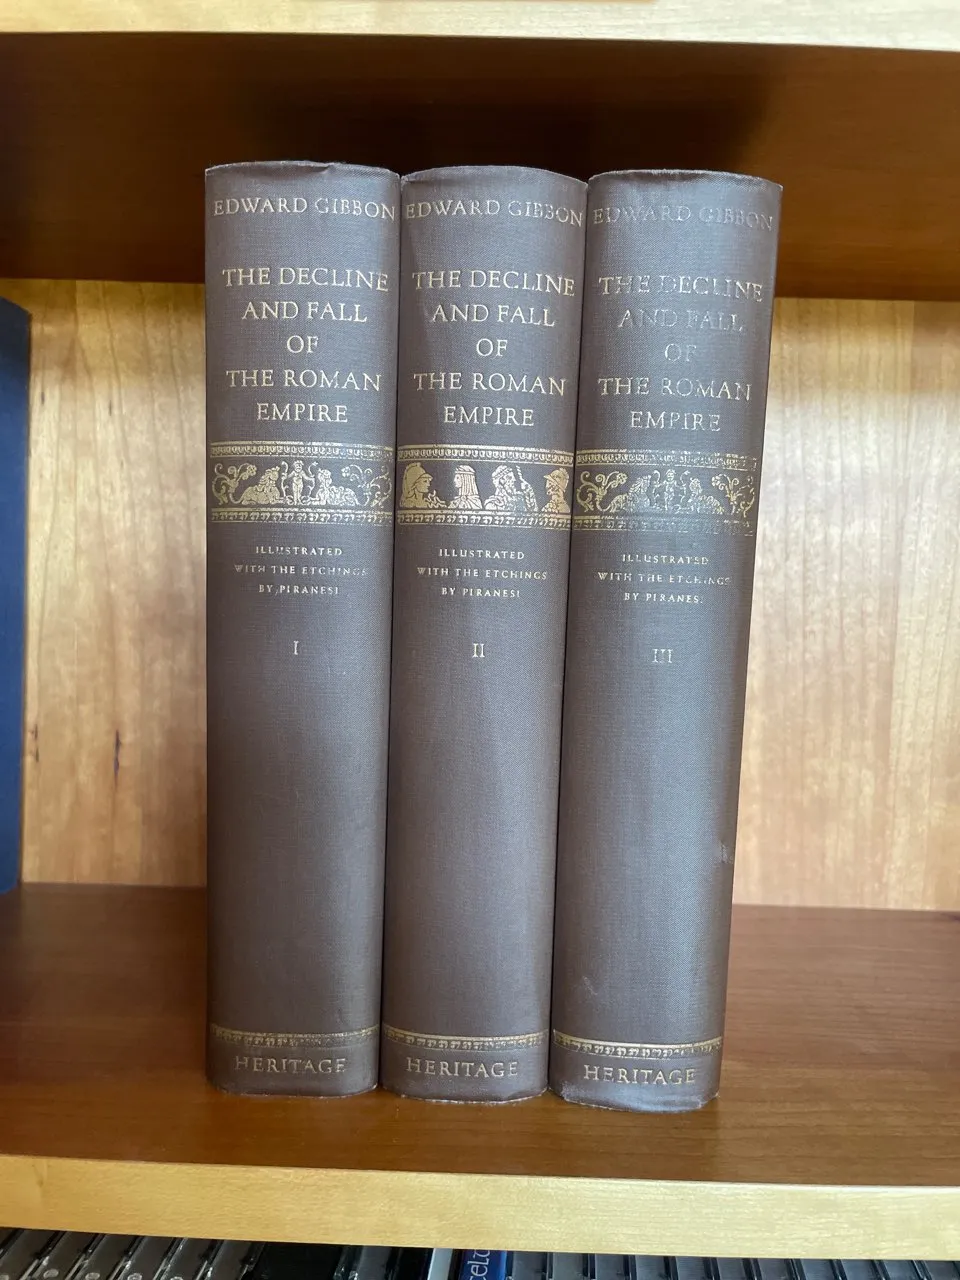 EDWARD GIBBON
THE DECLINE
AND FALL
OF
THE ROMAN
EMPIRE
ILLUSTRATED
WITH THE ETCHINGS
BY PIRANESI
I
HERITAGE
EDWARD GIBBON
THE DECLINE
AND FALL
OF
THE ROMAN
EMPIRE
ILLUSTRATED
WITH THE ETCHINGS
BY PIRANESI
II
HERITAGE
EDWARD GIBBON
THE DECLINE
AND FALL
OF
THE ROMAN
EMPIRE
ILLUSTRATED
WITH THE ETCHINGS
BY PIRANESI
III
HERITAGE